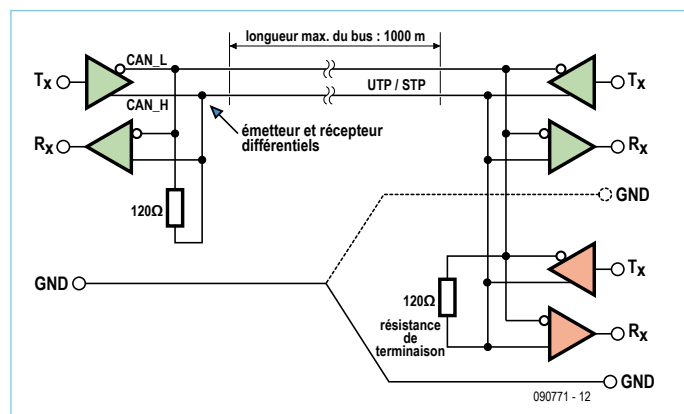 longueur max. du bus : 1000 m
CAN_L
Tx
Tx
UTP / STP
CAN_H
émetteur et récepteur
différentiels
Rx
Rx
120Ω
GND
GND
Tx
120Ω
résistance
de
terminaison
Rx
GND
090771 - 12